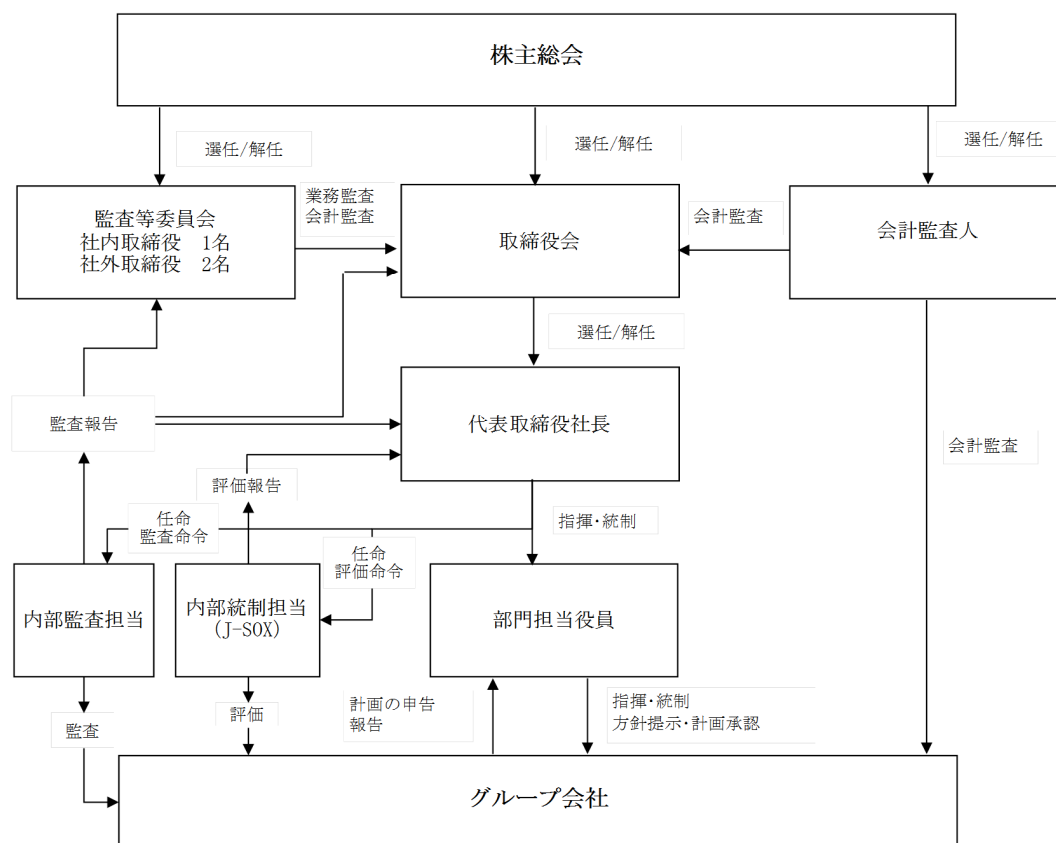 株主総会
選任/解任
選任/解任
選任/解任
監査等委員会
社内取締役　1名
社外取締役　2名
業務監査
会計監査
取締役会
会計監査
会計監査人
選任/解任
監査報告
代表取締役社長
会計監査
評価報告
任命
監査命令
指揮・統制
任命
評価命令
内部監査担当
内部統制担当
(J-SOX)
部門担当役員
監査
評価
計画の申告
報告
指揮・統制
方針提示・計画承認
グループ会社